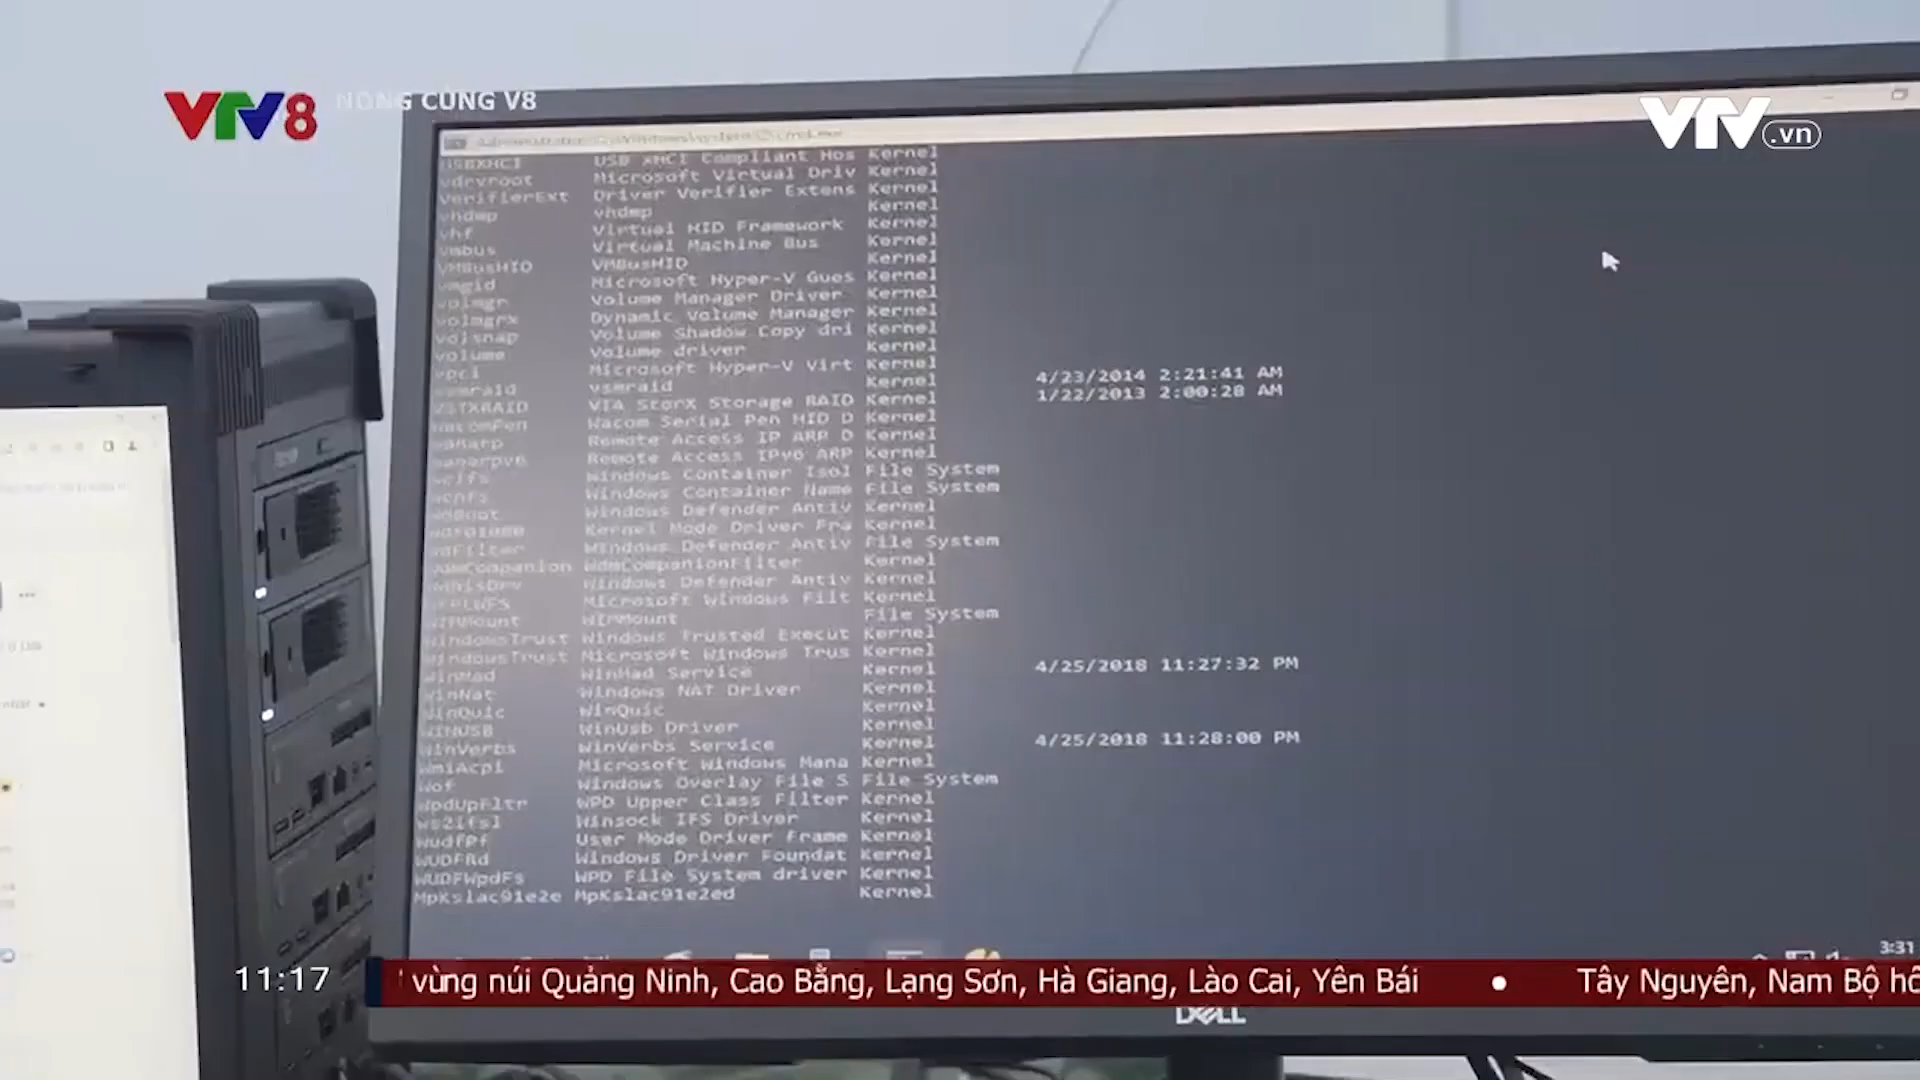 VTV8 NÓNG CÙNG V8
VTV.vn
Administrator: C:\Windows\system32\cmd.exe
USBXHCI USB xHCI Compliant Hos Kernel
vdrvroot Microsoft Virtual Driv Kernel
VerifierExt Driver Verifier Extens Kernel
vhdmp vhdmp Kernel
vhf Virtual HID Framework Kernel
vmbus Virtual Machine Bus Kernel
VMBusHID VMBusHID Kernel
vmgid Microsoft Hyper-V Gues Kernel
volmgr Volume Manager Driver Kernel
volmgrx Dynamic Volume Manager Kernel
volsnap Volume Shadow Copy dri Kernel
volume Volume driver Kernel
vpci Microsoft Hyper-V Virt Kernel
vsmraid vsmraid Kernel 4/23/2014 2:21:41 AM
VSTXRAID VIA StorX Storage RAID Kernel 1/22/2013 2:00:28 AM
WacomPen Wacom Serial Pen HID D Kernel
wanarp Remote Access IP ARP D Kernel
wanarpv6 Remote Access IPv6 ARP Kernel
wcifs Windows Container Isol File System
wcnfs Windows Container Name File System
WdBoot Windows Defender Antiv Kernel
Wdf01000 Kernel Mode Driver Fra Kernel
WdFilter Windows Defender Antiv File System
WdmCompanion WdmCompanionFilter Kernel
WdNisDrv Windows Defender Antiv Kernel
WFPLWFS Microsoft Windows Filt Kernel
WIMMount WIMMount File System
WindowsTrust Windows Trusted Execut Kernel
WindowsTrust Microsoft Windows Trus Kernel
WinMad WinMad Service Kernel 4/25/2018 11:27:32 PM
WinNat Windows NAT Driver Kernel
WinQuic WinQuic Kernel
WINUSB WinUsb Driver Kernel
WinVerbs WinVerbs Service Kernel 4/25/2018 11:28:00 PM
WmiAcpi Microsoft Windows Mana Kernel
Wof Windows Overlay File S File System
WpdUpFltr WPD Upper Class Filter Kernel
ws2ifsl Winsock IFS Driver Kernel
WudfPf User Mode Driver Frame Kernel
WUDFRd Windows Driver Foundat Kernel
WUDFWpdFs WPD File System driver Kernel
MpKslac91e2e MpKslac91e2ed Kernel
3:31
11:17 vùng núi Quảng Ninh, Cao Bằng, Lạng Sơn, Hà Giang, Lào Cai, Yên Bái • Tây Nguyên, Nam Bộ
DELL